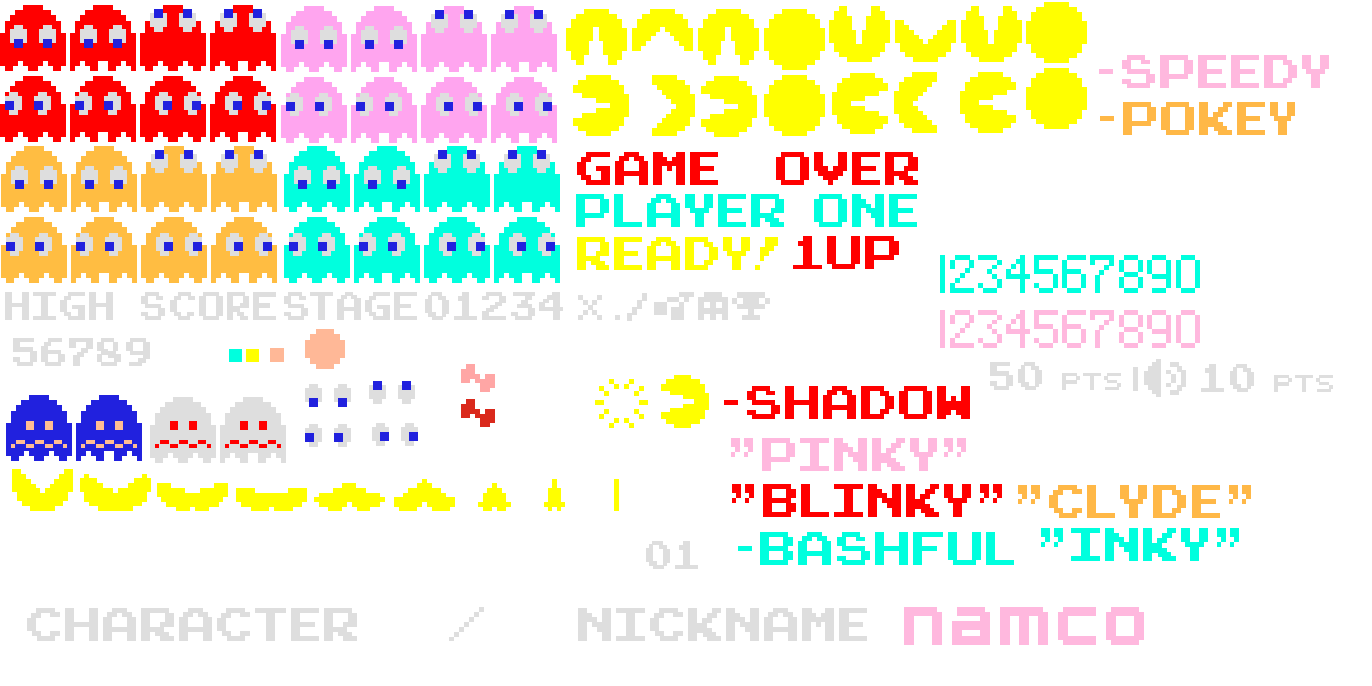 -SPEEDY
-POKEY
GAME OVER
PLAYER ONE
READY! 1UP
1234567890
HIGH SCORE STAGE 01234 X./
1234567890
56789
50 PTS 10 PTS
-SHADOW
"PINKY"
"BLINKY" "CLYDE"
-BASHFUL "INKY"
01
CHARACTER / NICKNAME namco